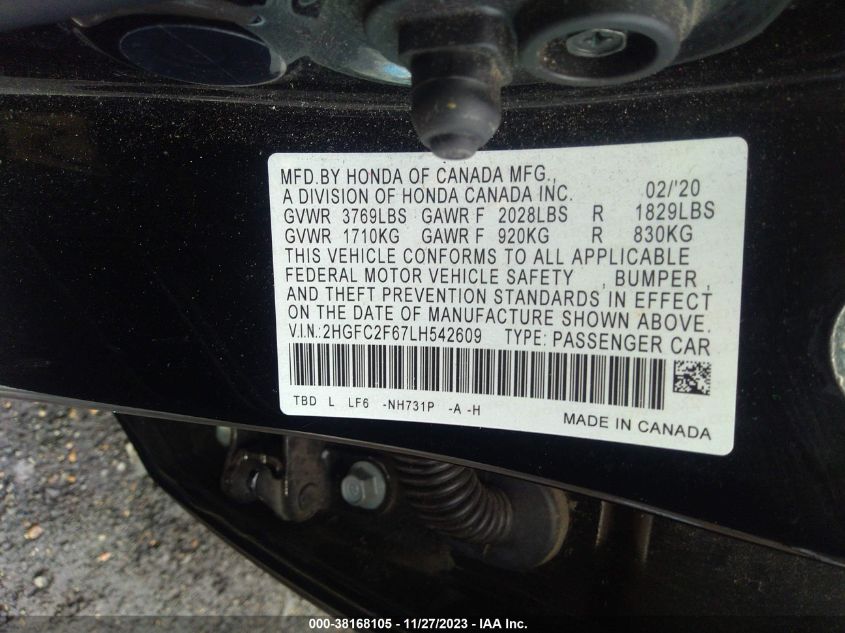 MFD.BY HONDA OF CANADA MFG.,
A DIVISION OF HONDA CANADA INC. 02/'20
GVWR 3769LBS GAWR F 2028LBS R 1829LBS
GVWR 1710KG GAWR F 920KG R 830KG
THIS VEHICLE CONFORMS TO ALL APPLICABLE
FEDERAL MOTOR VEHICLE SAFETY , BUMPER ,
AND THEFT PREVENTION STANDARDS IN EFFECT
ON THE DATE OF MANUFACTURE SHOWN ABOVE.
V.I.N.:2HGFC2F67LH542609 TYPE: PASSENGER CAR
TBD L LF6 -NH731P -A -H
MADE IN CANADA
000-38168105 - 11/27/2023 - IAA Inc.